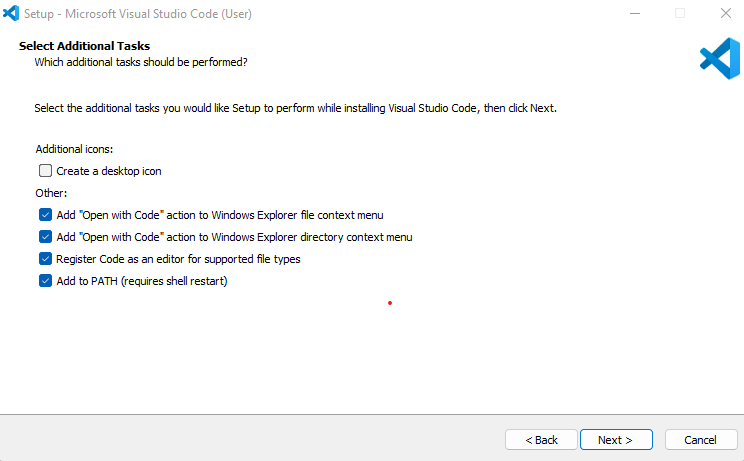 Setup - Microsoft Visual Studio Code (User)
Select Additional Tasks
Which additional tasks should be performed?
Select the additional tasks you would like Setup to perform while installing Visual Studio Code, then click Next.
Additional icons:
Create a desktop icon
Other:
Add "Open with Code" action to Windows Explorer file context menu
Add "Open with Code" action to Windows Explorer directory context menu
Register Code as an editor for supported file types
Add to PATH (requires shell restart)
< Back Next > Cancel